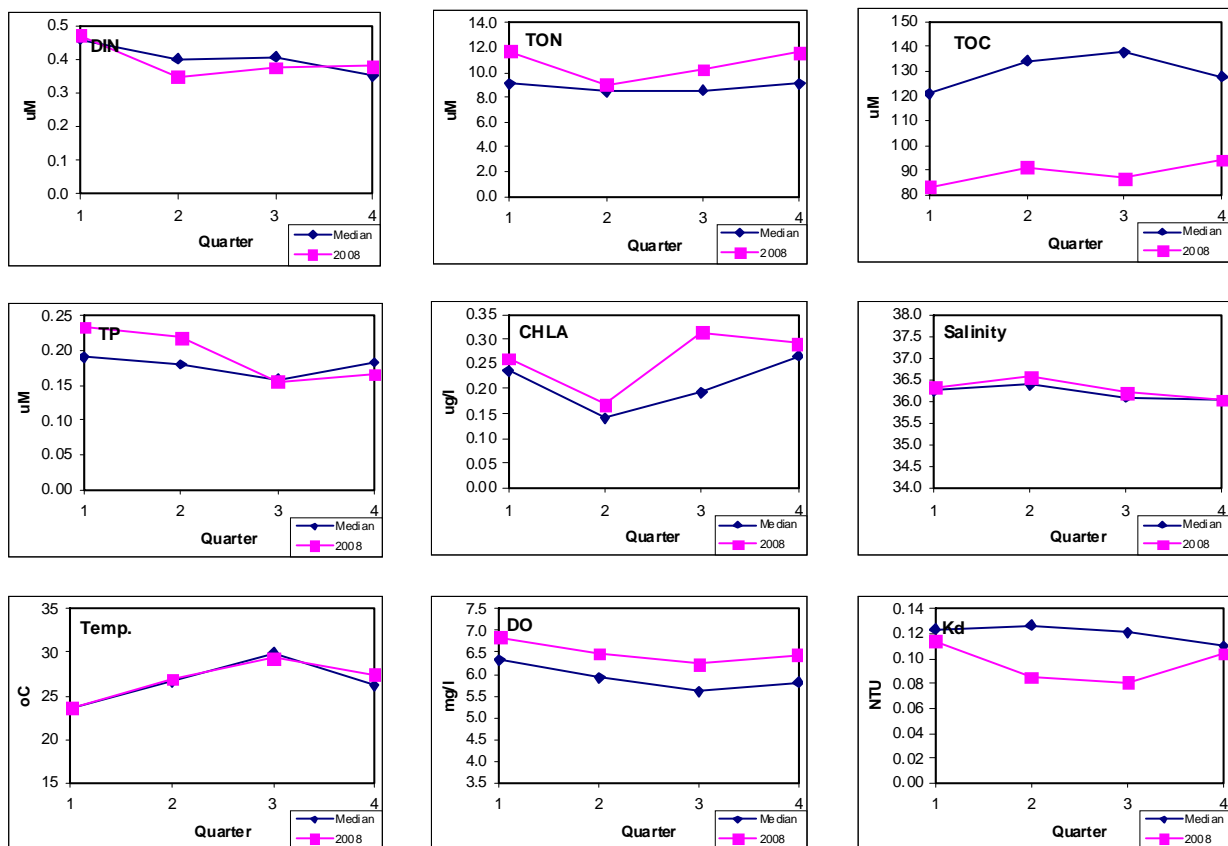 DIN
0.5
0.4
0.3
0.2
0.1
0.0
uM
1 2 3 4
Quarter
Median
2008
TON
14.0
12.0
10.0
8.0
6.0
4.0
2.0
0.0
uM
1 2 3 4
Quarter
Median
2008
TOC
150
140
130
120
110
100
90
80
uM
1 2 3 4
Quarter
Median
2008
TP
0.25
0.20
0.15
0.10
0.05
0.00
uM
1 2 3 4
Quarter
Median
2008
CHLA
0.35
0.30
0.25
0.20
0.15
0.10
0.05
0.00
ug/l
1 2 3 4
Quarter
Median
2008
Salinity
38.0
37.5
37.0
36.5
36.0
35.5
35.0
34.5
34.0
1 2 3 4
Quarter
Median
2008
Temp.
35
30
25
20
15
oC
1 2 3 4
Quarter
Median
2008
DO
7.5
7.0
6.5
6.0
5.5
5.0
4.5
4.0
3.5
mg/l
1 2 3 4
Quarter
Median
2008
Kd
0.14
0.12
0.10
0.08
0.06
0.04
0.02
0.00
NTU
1 2 3 4
Quarter
Median
2008